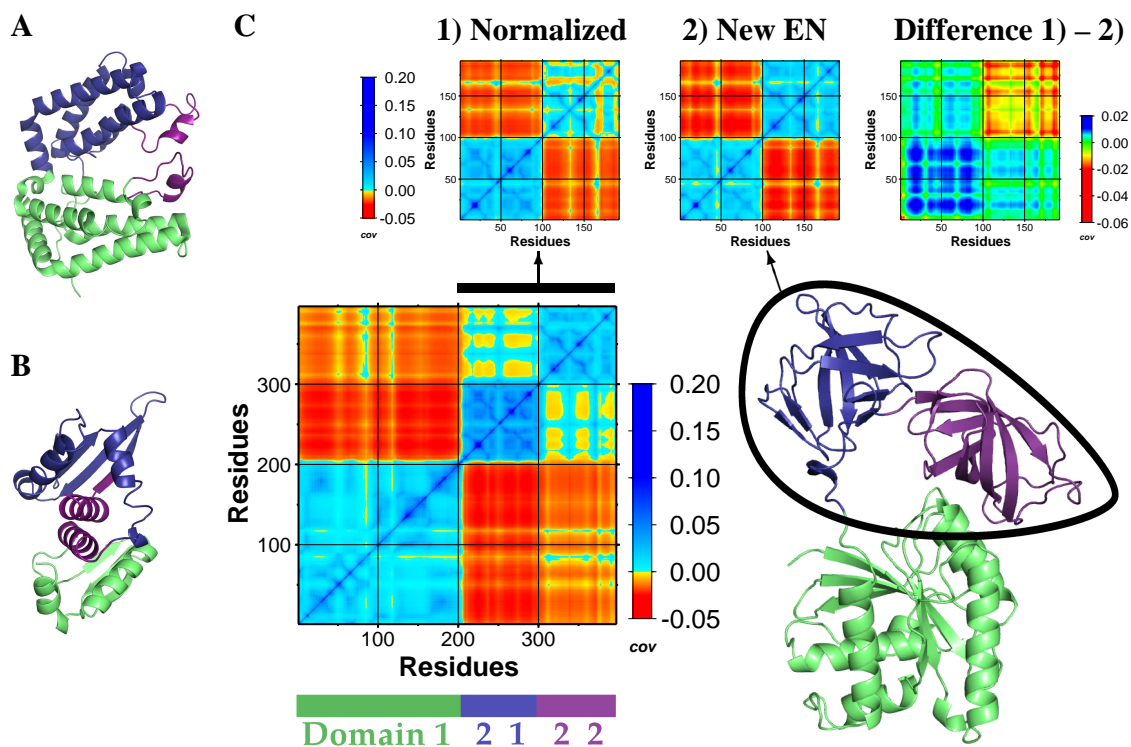 A
C
1) Normalized
2) New EN
Difference 1) – 2)
0.20
0.15
0.10
0.05
0.00
-0.05
cov
Residues
150
100
50
50 100 150
Residues
Residues
150
100
50
50 100 150
Residues
Residues
150
100
50
50 100 150
Residues
0.02
0.00
-0.02
-0.04
-0.06
cov
B
Residues
300
200
100
100 200 300
Residues
0.20
0.15
0.10
0.05
0.00
-0.05
cov
Domain 1 2 1 2 2